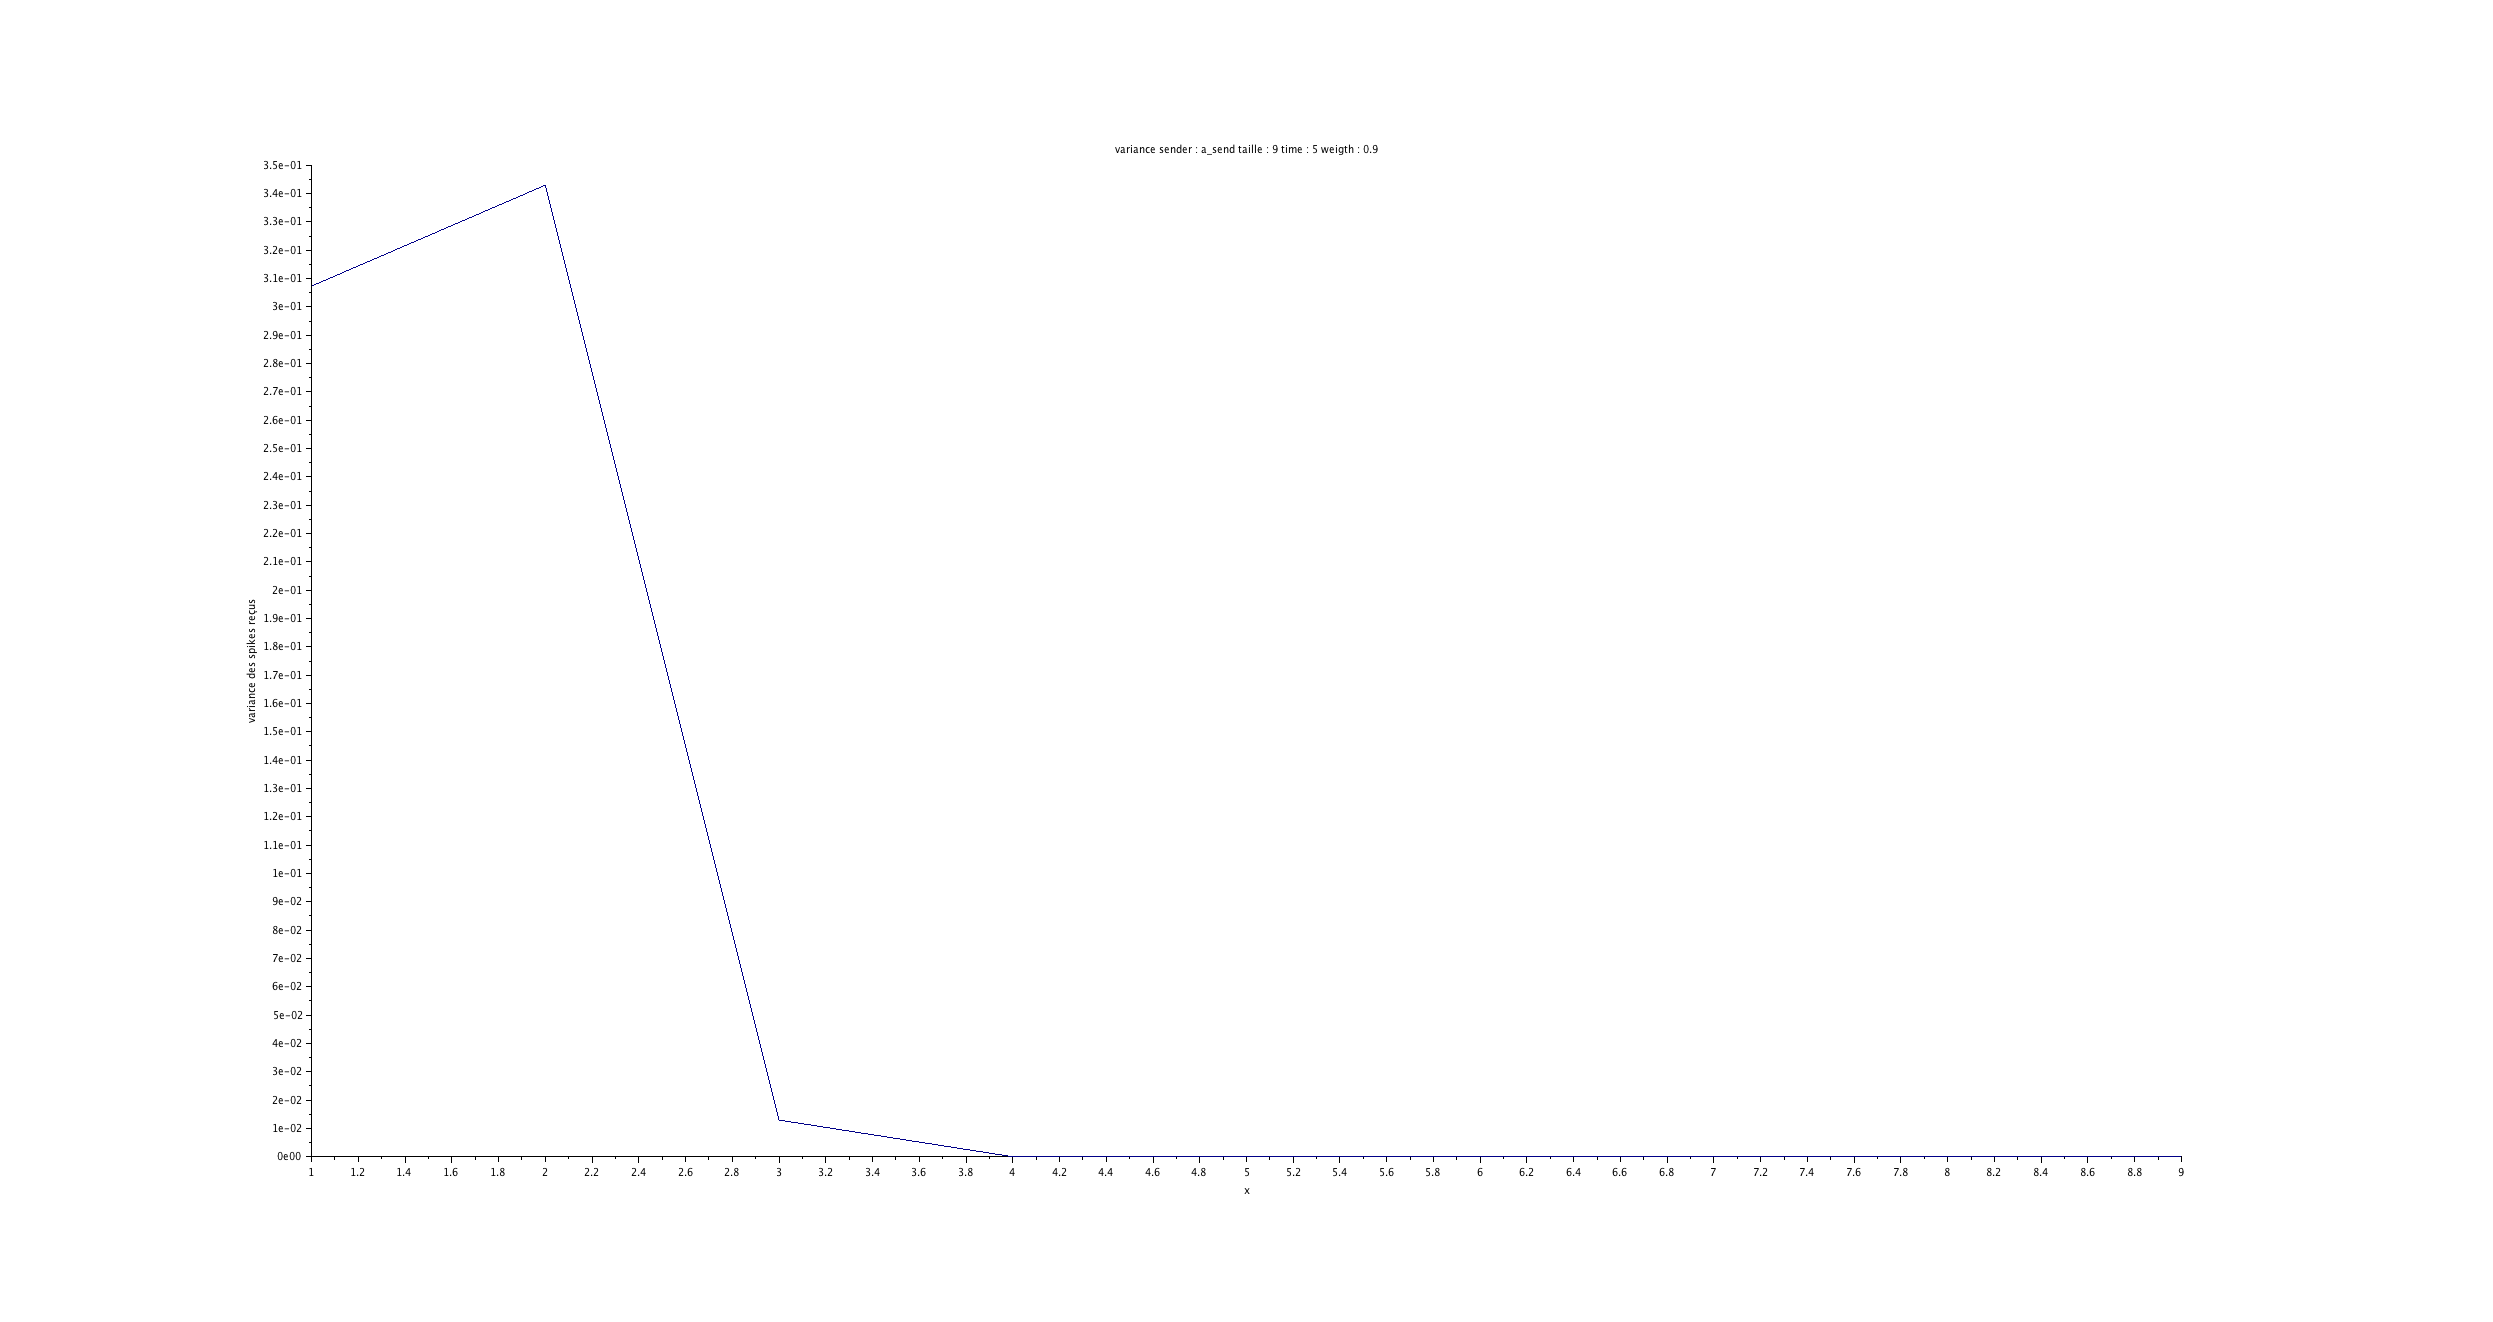 variance sender : a_send taille : 9 time : 5 weigth : 0.9
3.5e-01
3.4e-01
3.3e-01
3.2e-01
3.1e-01
3e-01
2.9e-01
2.8e-01
2.7e-01
2.6e-01
2.5e-01
2.4e-01
2.3e-01
2.2e-01
2.1e-01
2e-01
1.9e-01
1.8e-01
1.7e-01
1.6e-01
1.5e-01
1.4e-01
1.3e-01
1.2e-01
1.1e-01
1e-01
9e-02
8e-02
7e-02
6e-02
5e-02
4e-02
3e-02
2e-02
1e-02
0e00
variance des spikes reçus
1 1.2 1.4 1.6 1.8 2 2.2 2.4 2.6 2.8 3 3.2 3.4 3.6 3.8 4 4.2 4.4 4.6 4.8 5 5.2 5.4 5.6 5.8 6 6.2 6.4 6.6 6.8 7 7.2 7.4 7.6 7.8 8 8.2 8.4 8.6 8.8 9
x